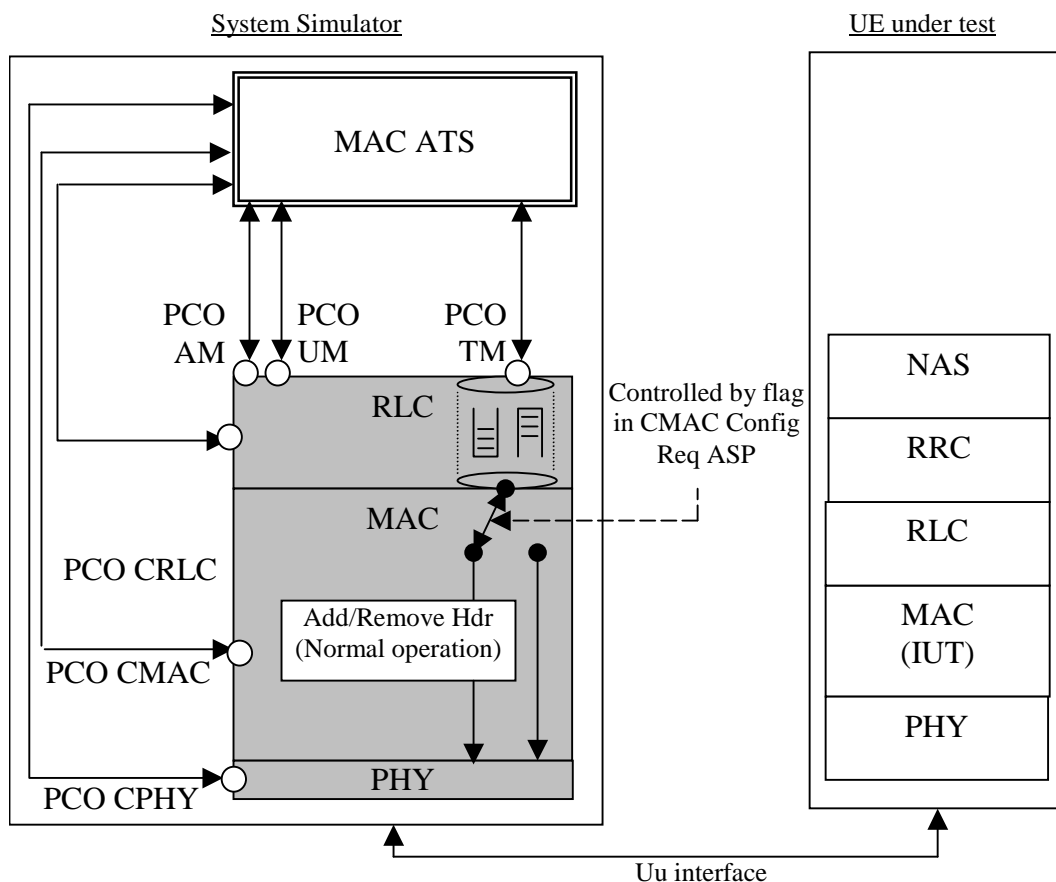 System Simulator
UE under test
MAC ATS
PCO
AM
PCO
UM
PCO
TM
RLC
Controlled by flag
in CMAC Config
Req ASP
MAC
PCO CRLC
Add/Remove Hdr
(Normal operation)
PCO CMAC
PHY
PCO CPHY
NAS
RRC
RLC
MAC
(IUT)
PHY
Uu interface